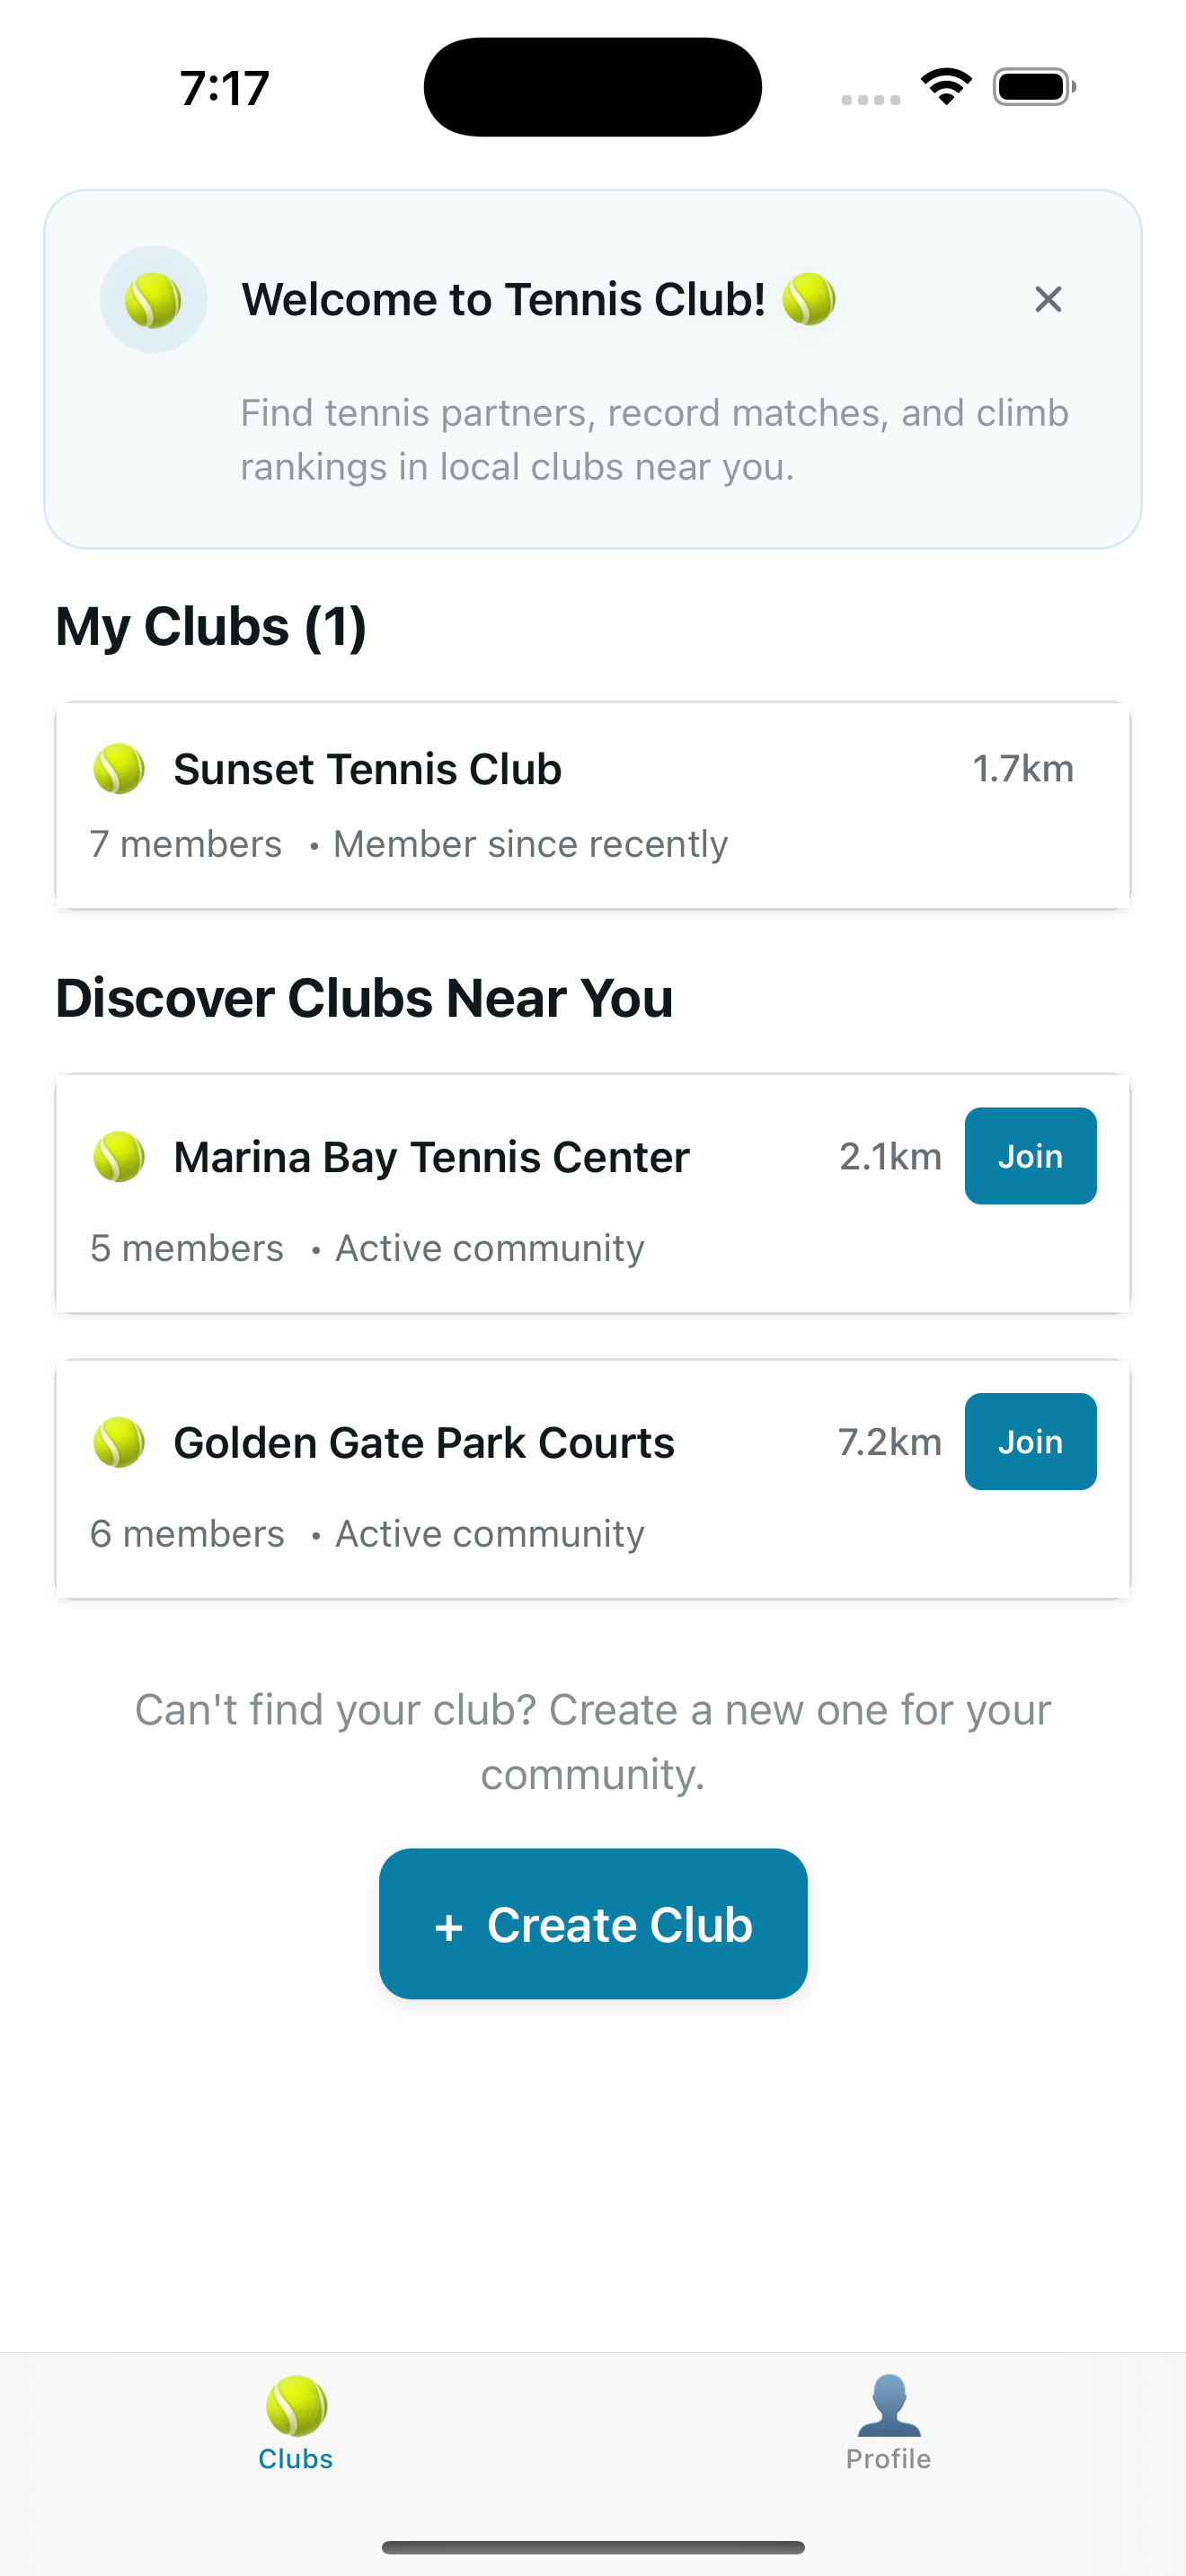 7:17
Welcome to Tennis Club! 🎾
Find tennis partners, record matches, and climb
rankings in local clubs near you.
My Clubs (1)
Sunset Tennis Club 1.7km
7 members • Member since recently
Discover Clubs Near You
Marina Bay Tennis Center 2.1km Join
5 members • Active community
Golden Gate Park Courts 7.2km Join
6 members • Active community
Can't find your club? Create a new one for your
community.
+ Create Club
Clubs Profile